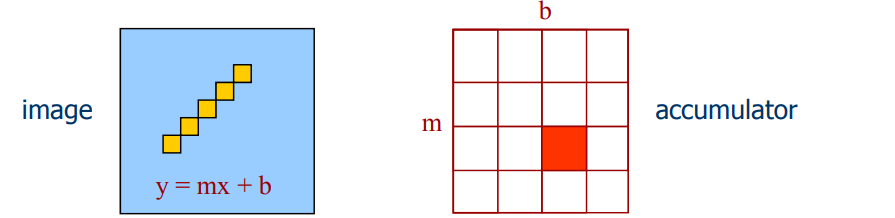 image
y = mx + b
b
m
accumulator